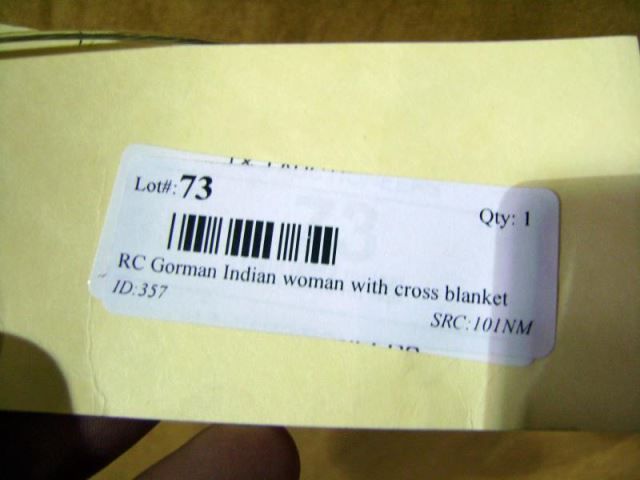 Lot#: 73
Qty: 1
RC Gorman Indian woman with cross blanket
ID:357
SRC:101NM